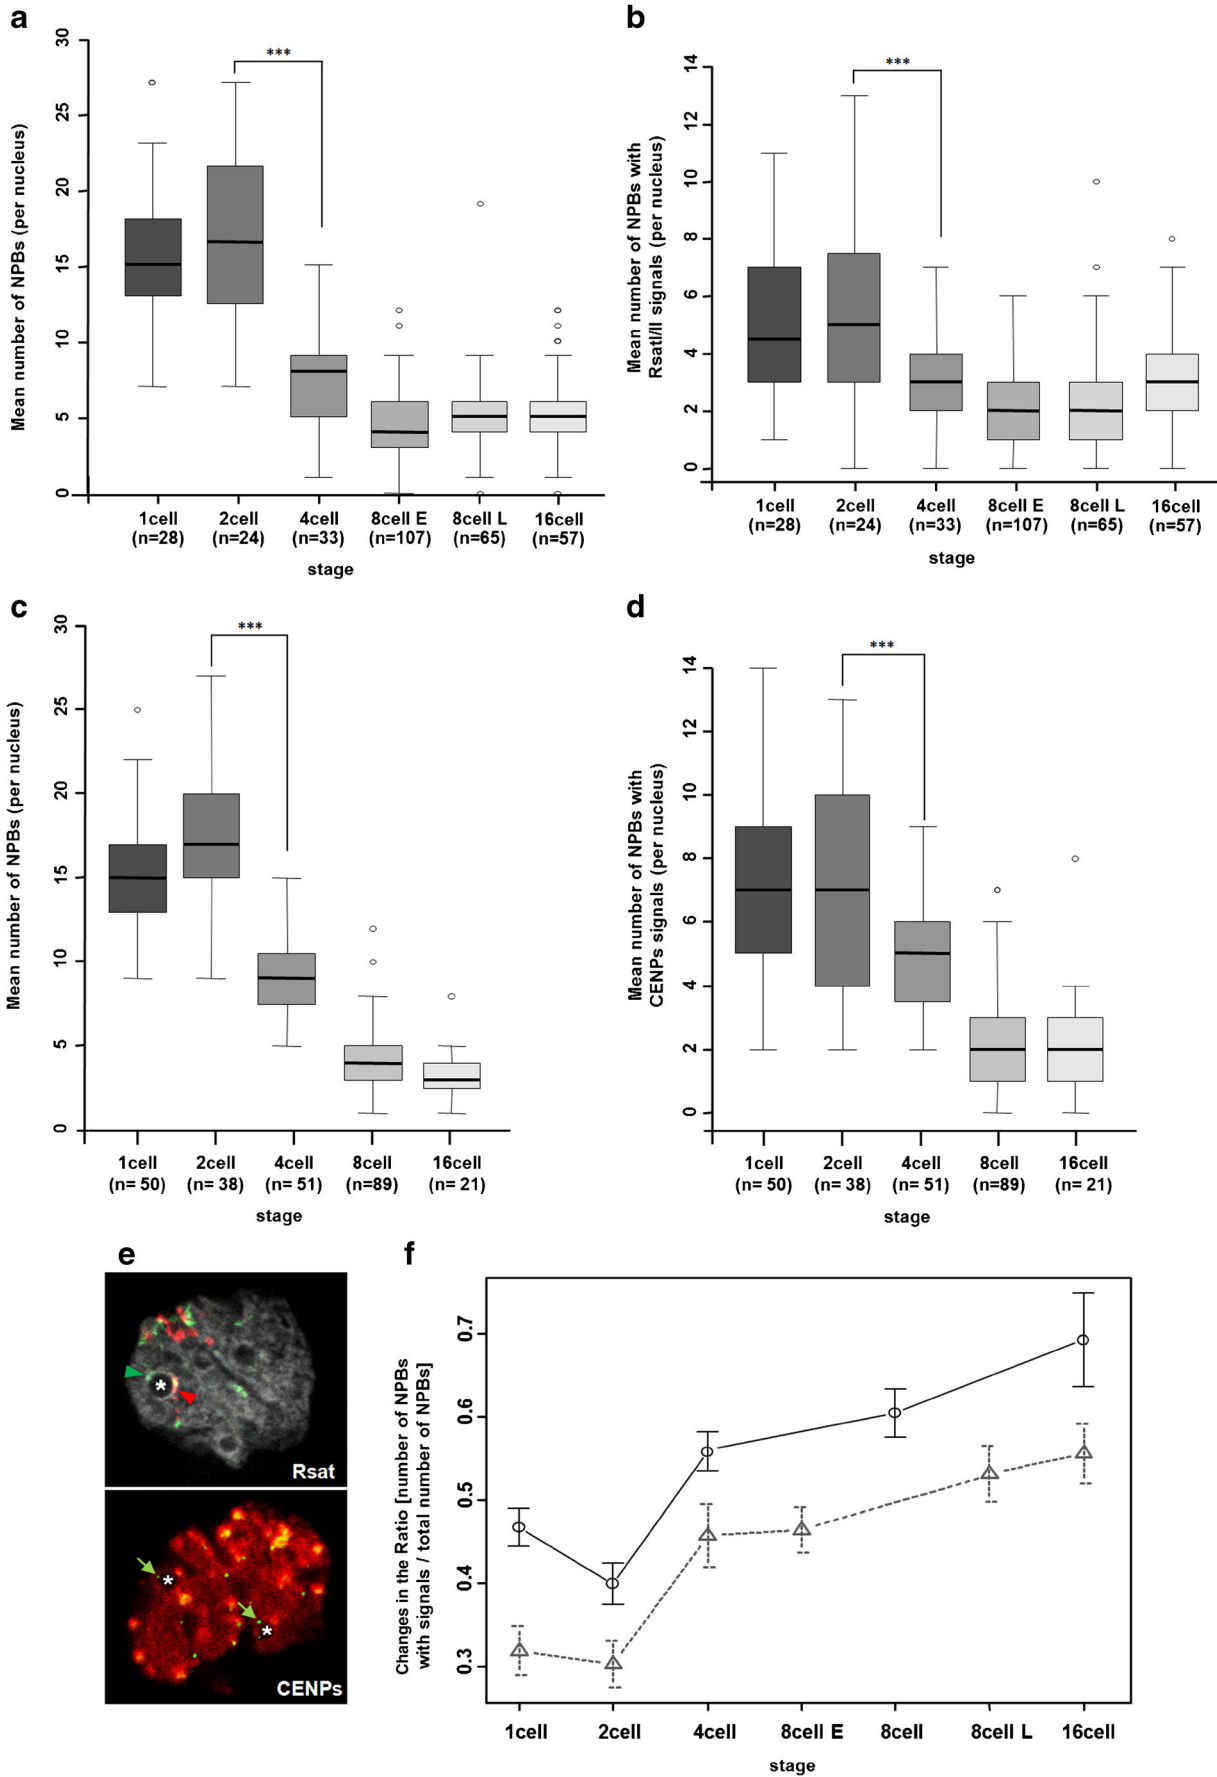 a
Mean number of NPBs (per nucleus)
30
25
20
15
10
5
0
***
1cell
(n=28)
2cell
(n=24)
4cell
(n=33)
8cell E
(n=107)
8cell L
(n=65)
16cell
(n=57)
stage
b
Mean number of NPBs with
RsatI/II signals (per nucleus)
14
12
10
8
6
4
2
0
***
1cell
(n=28)
2cell
(n=24)
4cell
(n=33)
8cell E
(n=107)
8cell L
(n=65)
16cell
(n=57)
stage
c
Mean number of NPBs (per nucleus)
30
25
20
15
10
5
0
***
1cell
(n= 50)
2cell
(n= 38)
4cell
(n= 51)
8cell
(n=89)
16cell
(n= 21)
stage
d
Mean number of NPBs with
CENPs signals (per nucleus)
14
12
10
8
6
4
2
0
***
1cell
(n= 50)
2cell
(n= 38)
4cell
(n= 51)
8cell
(n=89)
16cell
(n= 21)
stage
e
*
Rsat
*
*
CENPs
f
Changes in the Ratio [number of NPBs
with signals / total number of NPBs]
0.7
0.6
0.5
0.4
0.3
1cell
2cell
4cell
8cell E
8cell
8cell L
16cell
stage